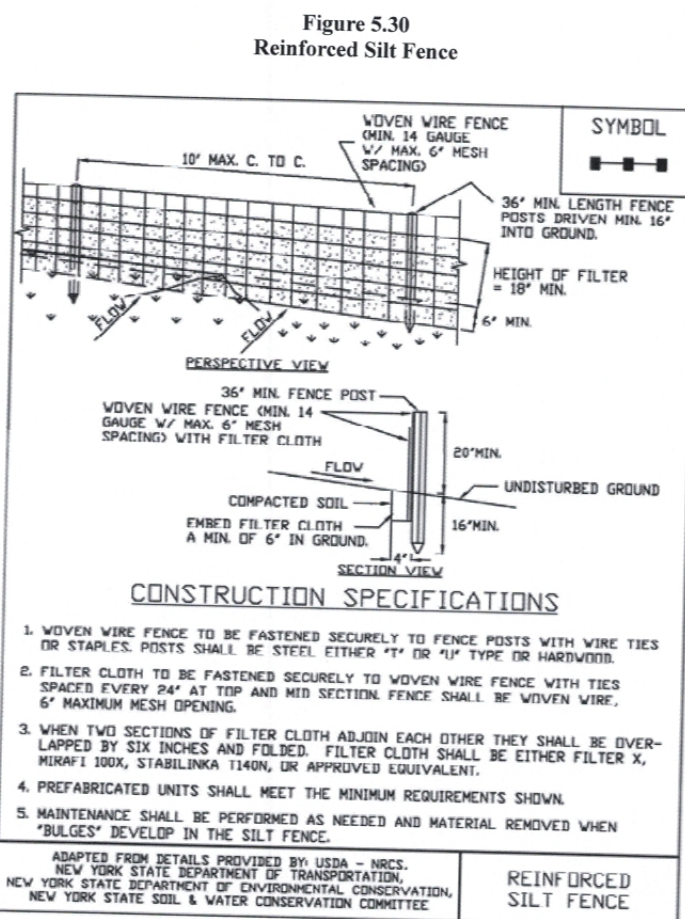 Figure 5.30
Reinforced Silt Fence
WOVEN WIRE FENCE
(MIN. 14 GAUGE
W/ MAX. 6" MESH
SPACING)
SYMBOL
10' MAX. C. TO C.
36" MIN. LENGTH FENCE
POSTS DRIVEN MIN. 16"
INTO GROUND.
HEIGHT OF FILTER
= 18" MIN.
6" MIN.
FLOW
FLOW
PERSPECTIVE VIEW
36" MIN. FENCE POST
WOVEN WIRE FENCE (MIN. 14
GAUGE W/ MAX. 6" MESH
SPACING) WITH FILTER CLOTH
20"MIN.
FLOW
UNDISTURBED GROUND
COMPACTED SOIL
EMBED FILTER CLOTH
A MIN. OF 6" IN GROUND.
16"MIN.
4"
SECTION VIEW
CONSTRUCTION SPECIFICATIONS
1. WOVEN WIRE FENCE TO BE FASTENED SECURELY TO FENCE POSTS WITH WIRE TIES
OR STAPLES. POSTS SHALL BE STEEL EITHER "T" OR "U" TYPE OR HARDWOOD.
2. FILTER CLOTH TO BE FASTENED SECURELY TO WOVEN WIRE FENCE WITH TIES
SPACED EVERY 24" AT TOP AND MID SECTION. FENCE SHALL BE WOVEN WIRE,
6" MAXIMUM MESH OPENING.
3. WHEN TWO SECTIONS OF FILTER CLOTH ADJOIN EACH OTHER THEY SHALL BE OVER-
LAPPED BY SIX INCHES AND FOLDED. FILTER CLOTH SHALL BE EITHER FILTER X,
MIRAFI 100X, STABILINKA T140N, OR APPROVED EQUIVALENT.
4. PREFABRICATED UNITS SHALL MEET THE MINIMUM REQUIREMENTS SHOWN.
5. MAINTENANCE SHALL BE PERFORMED AS NEEDED AND MATERIAL REMOVED WHEN
"BULGES" DEVELOP IN THE SILT FENCE.
ADAPTED FROM DETAILS PROVIDED BY: USDA - NRCS,
NEW YORK STATE DEPARTMENT OF TRANSPORTATION,
NEW YORK STATE DEPARTMENT OF ENVIRONMENTAL CONSERVATION,
NEW YORK STATE SOIL & WATER CONSERVATION COMMITTEE
REINFORCED
SILT FENCE